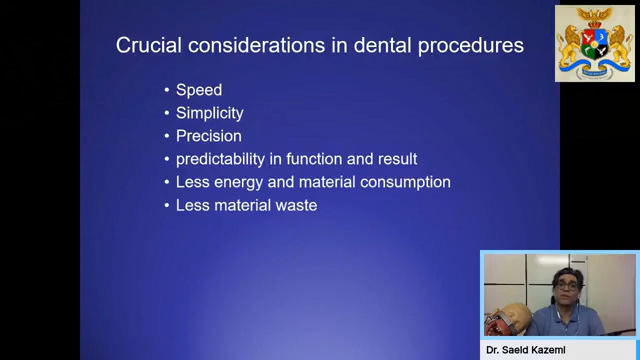 Crucial considerations in dental procedures
• Speed
• Simplicity
• Precision
• predictability in function and result
• Less energy and material consumption
• Less material waste
Dr. Saeid Kazemi